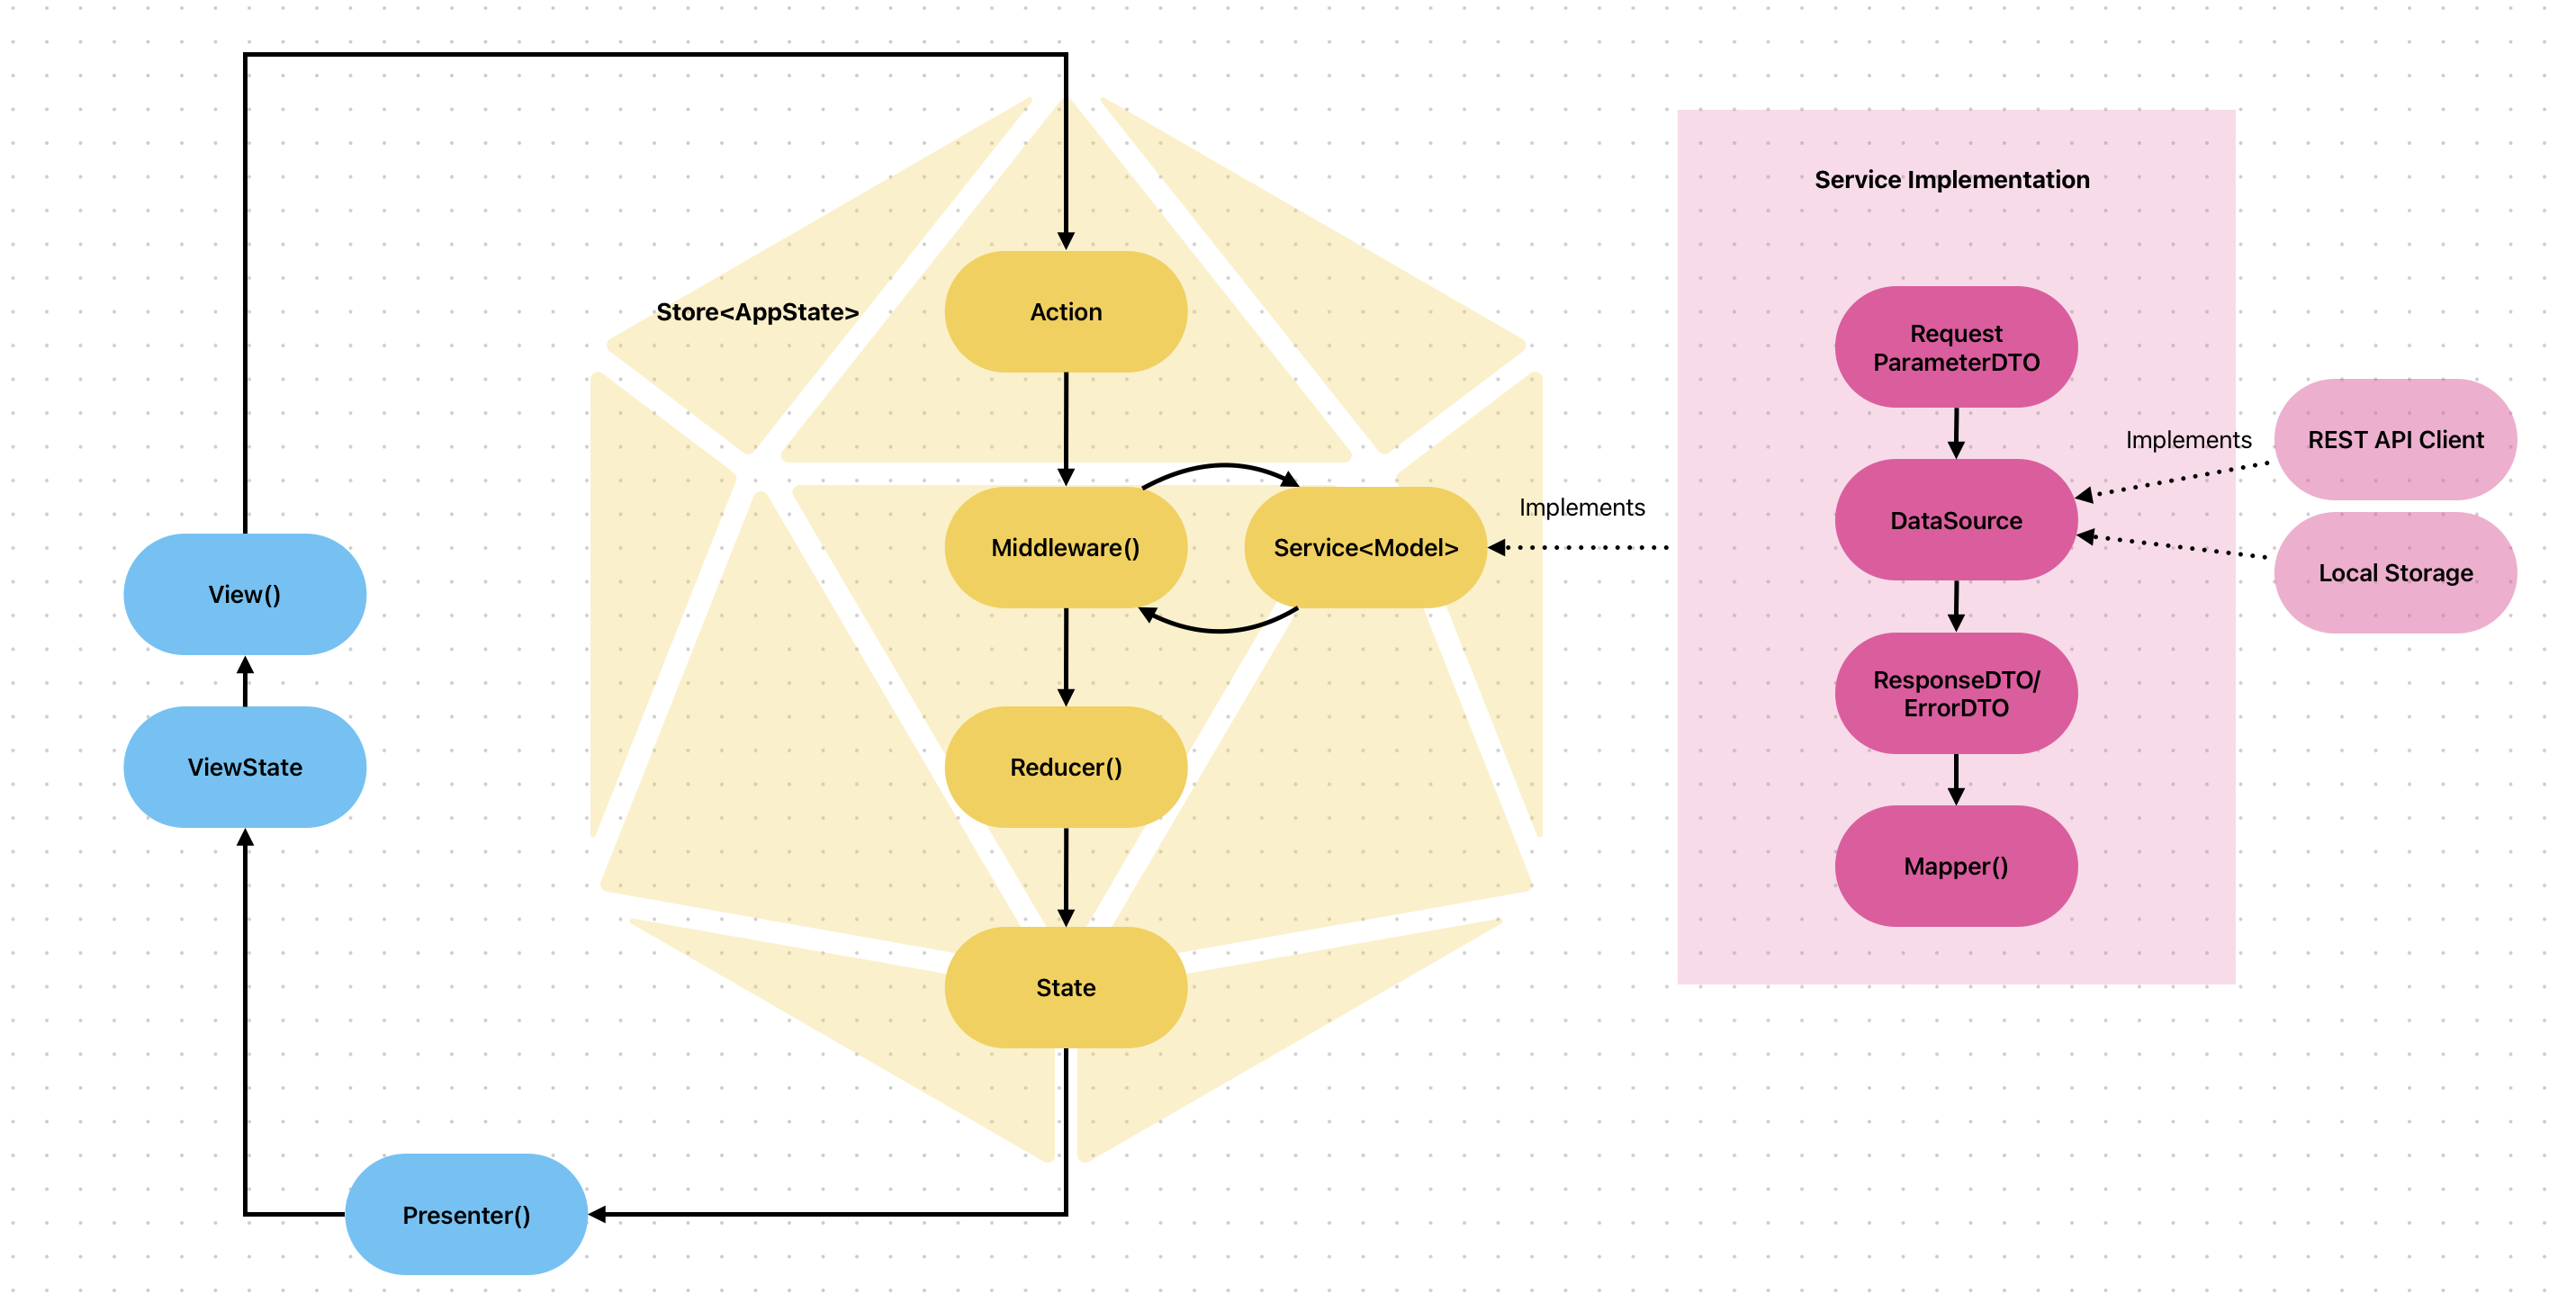 Store<AppState>
Action
Middleware()
Service<Model>
Reducer()
State
View()
ViewState
Presenter()
Implements
Service Implementation
Request
ParameterDTO
DataSource
ResponseDTO/
ErrorDTO
Mapper()
Implements
REST API Client
Local Storage